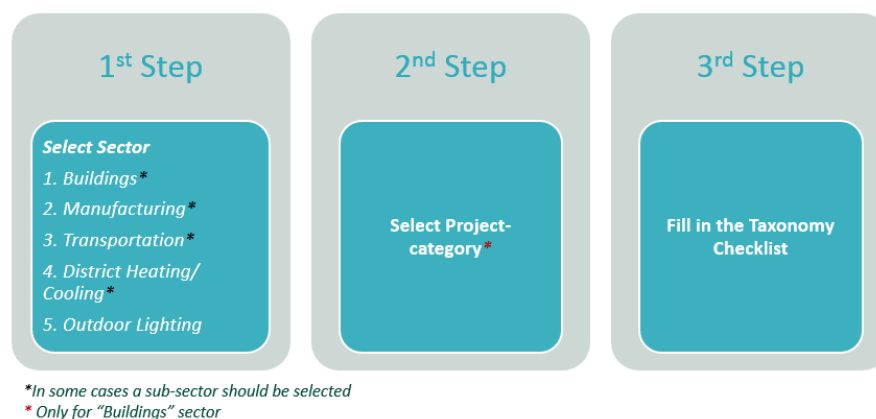 1st Step
Select Sector
1. Buildings*
2. Manufacturing*
3. Transportation*
4. District Heating/
Cooling*
5. Outdoor Lighting
2nd Step
Select Project-
category*
3rd Step
Fill in the Taxonomy
Checklist
*In some cases a sub-sector should be selected
* Only for “Buildings” sector